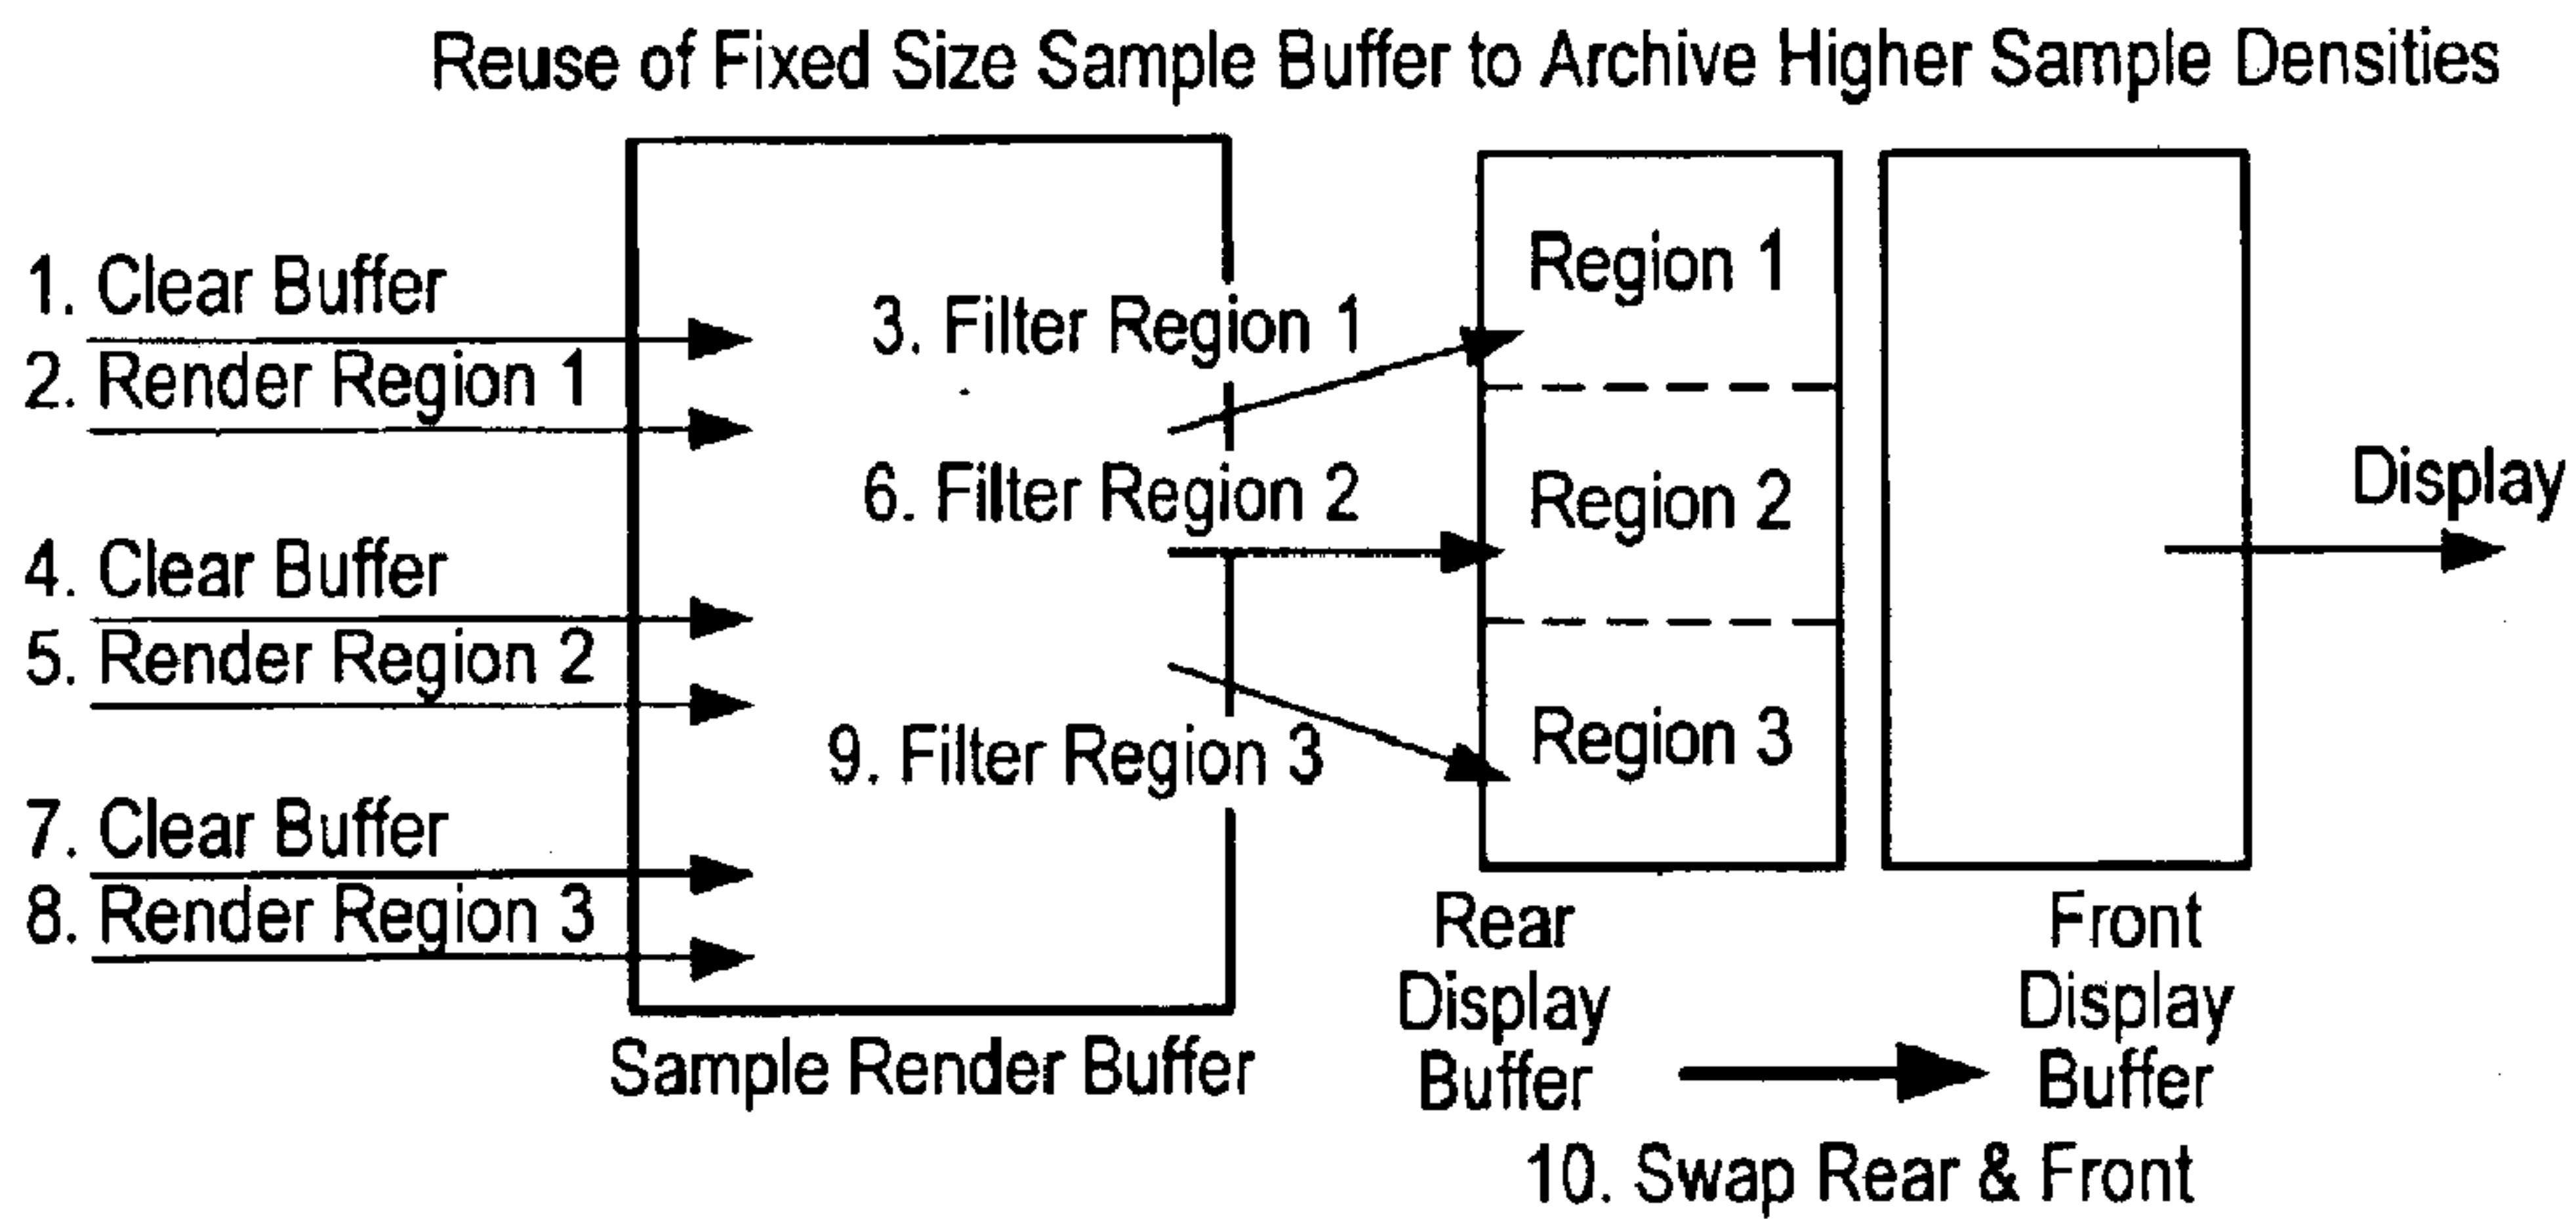 Reuse of Fixed Size Sample Buffer to Archive Higher Sample Densities
1. Clear Buffer
2. Render Region 1
4. Clear Buffer
5. Render Region 2
7. Clear Buffer
8. Render Region 3
3. Filter Region 1
6. Filter Region 2
9. Filter Region 3
Sample Render Buffer
Region 1
Region 2
Region 3
Rear
Display
Buffer
Front
Display
Buffer
10. Swap Rear & Front
Display